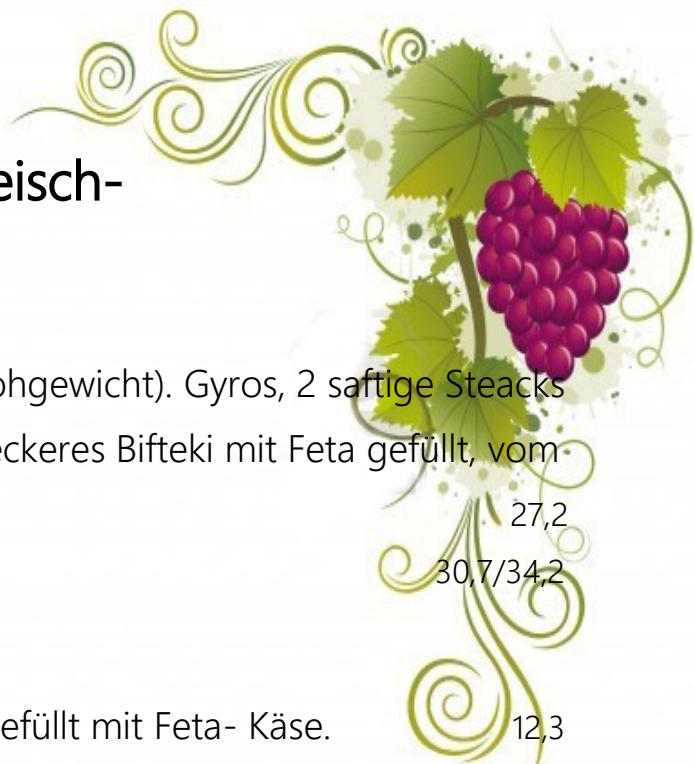 eisch-
ohgewicht). Gyros, 2 saftige Steacks
eckeres Bifteki mit Feta gefüllt, vom
27,2
30,7/34,2
efüllt mit Feta- Käse. 12,3